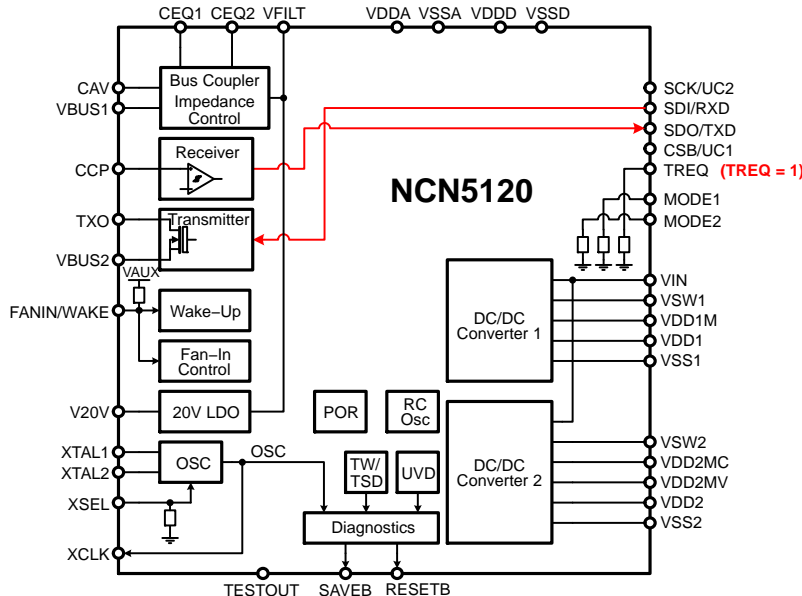 CEQ1 CEQ2 VFILT VDDA VSSA VDDD VSSD
CAV
VBUS1
Bus Coupler
Impedance
Control
CCP
Receiver
TXO
VBUS2
Transmitter
VAUX
FANIN/WAKE
Wake−Up
Fan−In
Control
V20V
20V LDO
XTAL1
XTAL2
OSC
OSC
XSEL
XCLK
NCN5120
POR
RC
Osc
TW/
TSD
UVD
Diagnostics
DC/DC
Converter 1
DC/DC
Converter 2
SCK/UC2
SDI/RXD
SDO/TXD
CSB/UC1
TREQ (TREQ = 1)
MODE1
MODE2
VIN
VSW1
VDD1M
VDD1
VSS1
VSW2
VDD2MC
VDD2MV
VDD2
VSS2
TESTOUT SAVEB RESETB